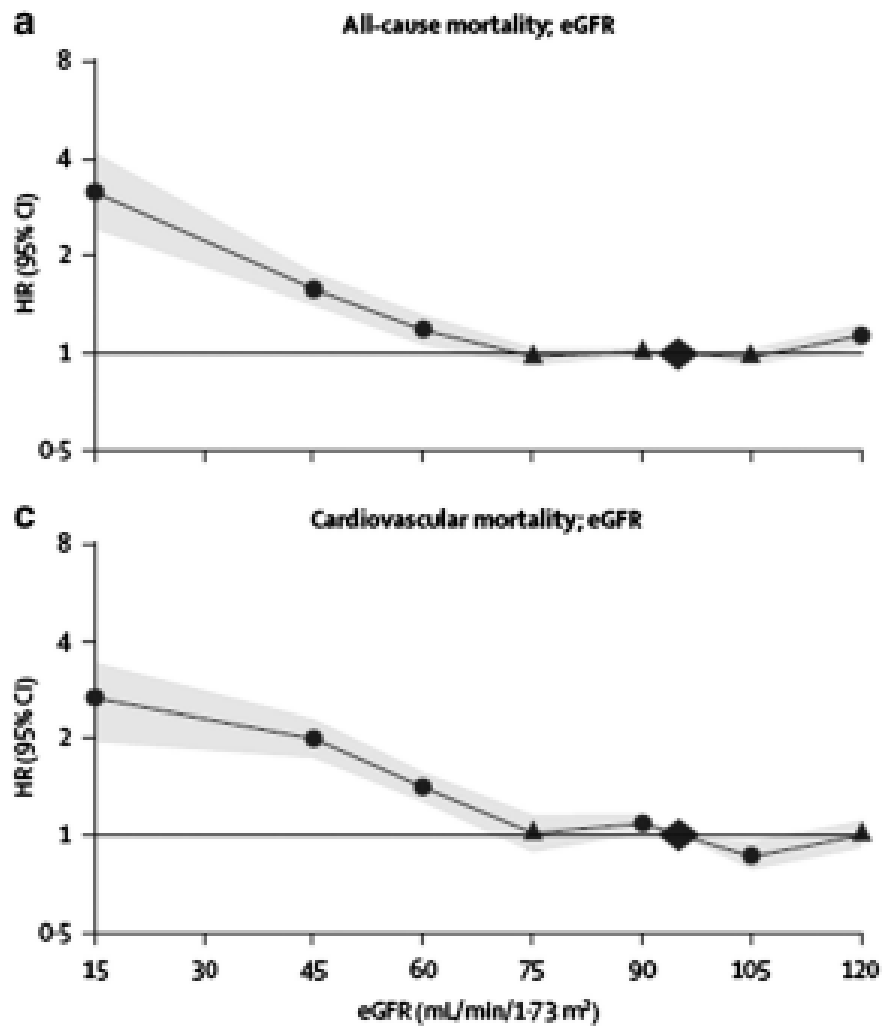 a
All-cause mortality; eGFR
8
4
2
1
0·5
HR (95% CI)
c
Cardiovascular mortality; eGFR
8
4
2
1
0·5
HR (95% CI)
15 30 45 60 75 90 105 120
eGFR (mL/min/1·73 m²)